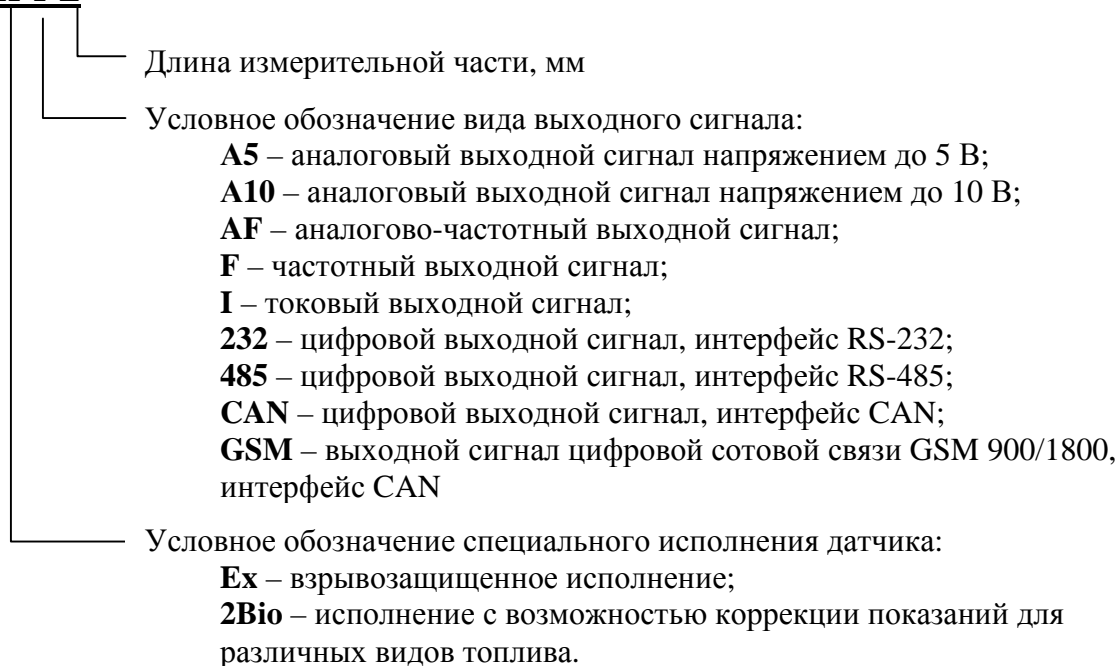 Длина измерительной части, мм
Условное обозначение вида выходного сигнала:
A5 – аналоговый выходной сигнал напряжением до 5 В;
A10 – аналоговый выходной сигнал напряжением до 10 В;
AF – аналогово-частотный выходной сигнал;
F – частотный выходной сигнал;
I – токовый выходной сигнал;
232 – цифровой выходной сигнал, интерфейс RS-232;
485 – цифровой выходной сигнал, интерфейс RS-485;
CAN – цифровой выходной сигнал, интерфейс CAN;
GSM – выходной сигнал цифровой сотовой связи GSM 900/1800,
интерфейс CAN
Условное обозначение специального исполнения датчика:
Ex – взрывозащищенное исполнение;
2Bio – исполнение с возможностью коррекции показаний для
различных видов топлива.